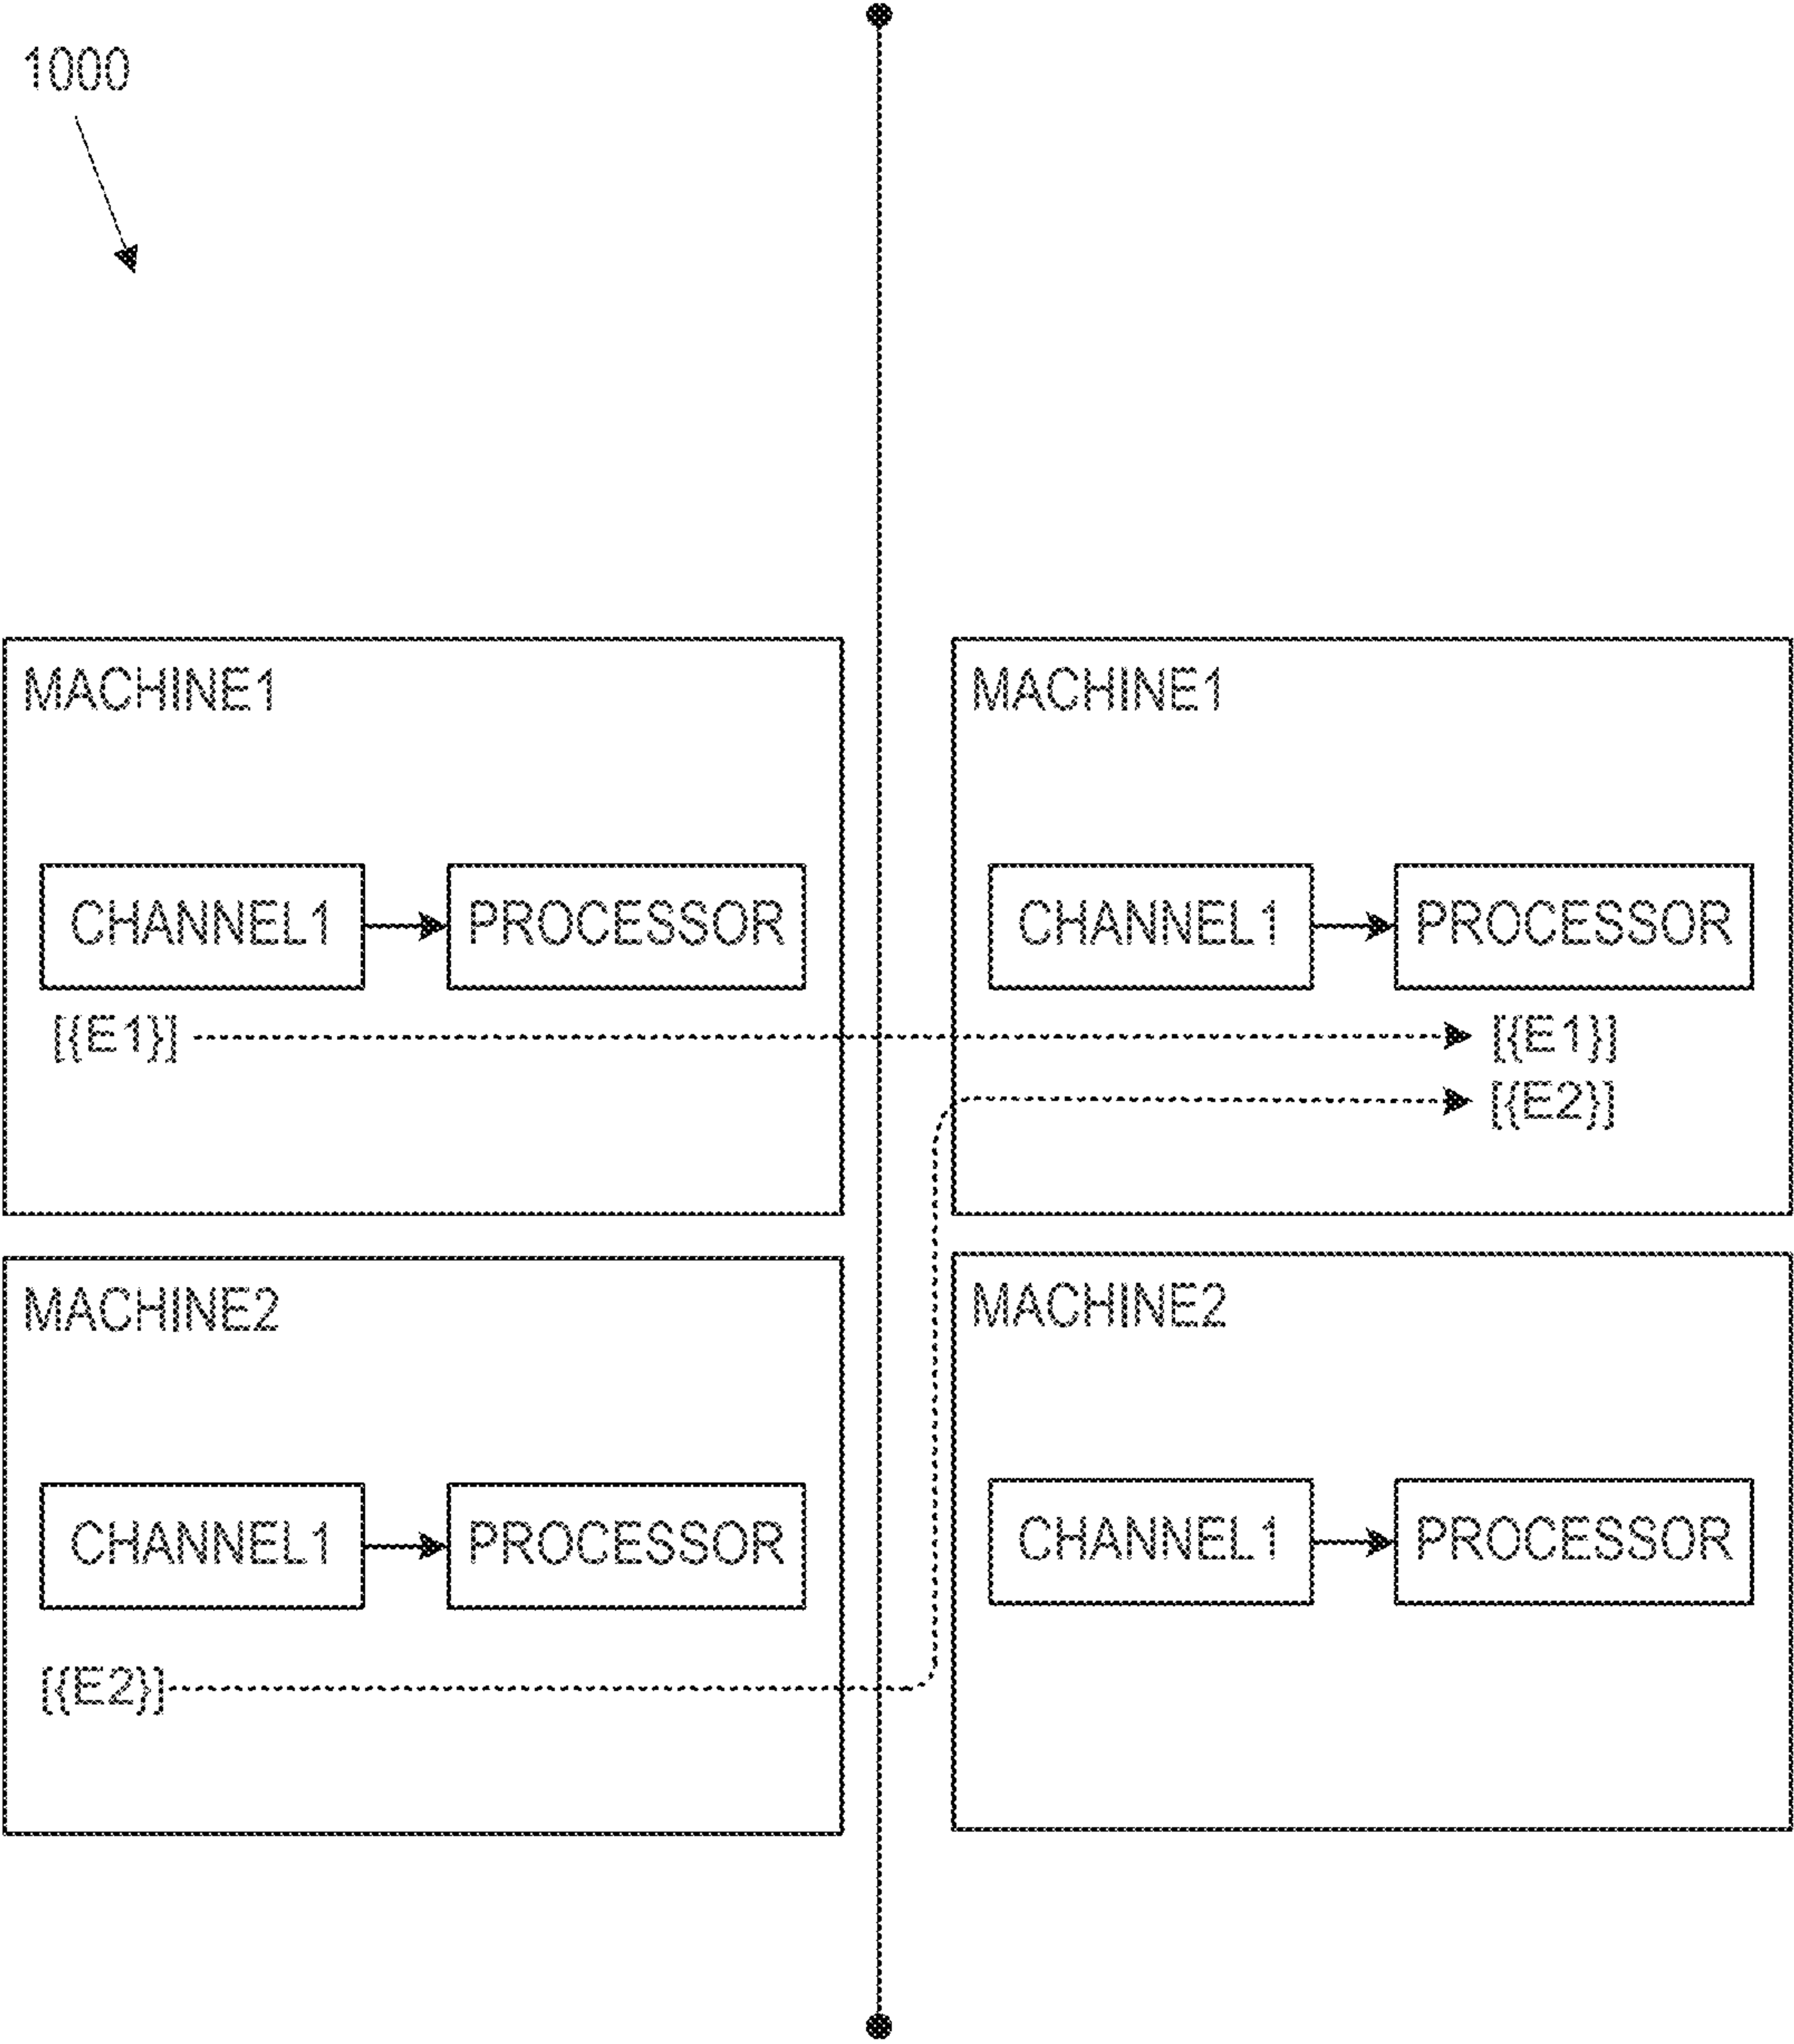 1000
MACHINE1
CHANNEL1
PROCESSOR
[{E1}]
MACHINE2
CHANNEL1
PROCESSOR
[{E2}]
MACHINE1
CHANNEL1
PROCESSOR
[{E1}]
[{E2}]
MACHINE2
CHANNEL1
PROCESSOR